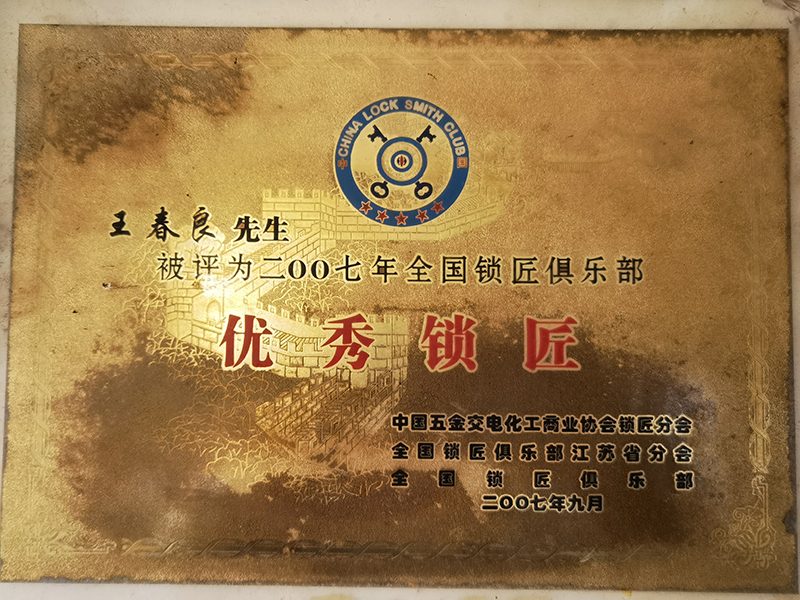 CHINA LOCK SMITH CLUB
中 国
王春良 先生
被评为二OO七年全国锁匠俱乐部
优秀锁匠
中国五金交电化工商业协会锁匠分会
全国锁匠俱乐部江苏省分会
全国锁匠俱乐部
二OO七年九月